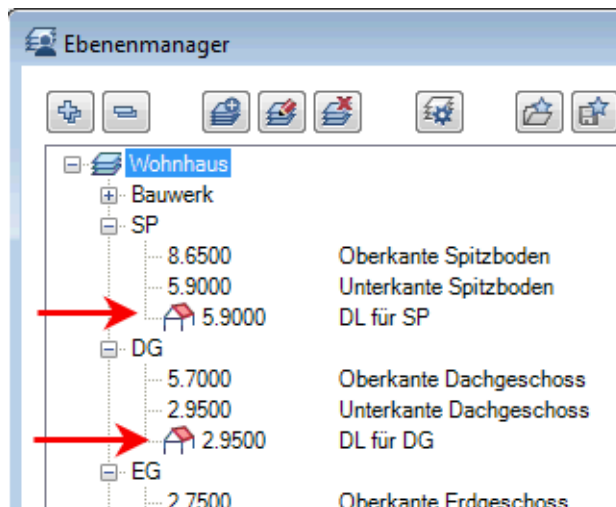 Ebenenmanager
Wohnhaus
Bauwerk
SP
8.6500 Oberkante Spitzboden
5.9000 Unterkante Spitzboden
5.9000 DL für SP
DG
5.7000 Oberkante Dachgeschoss
2.9500 Unterkante Dachgeschoss
2.9500 DL für DG
EG
2.7500 Oberkante Erdgeschoss